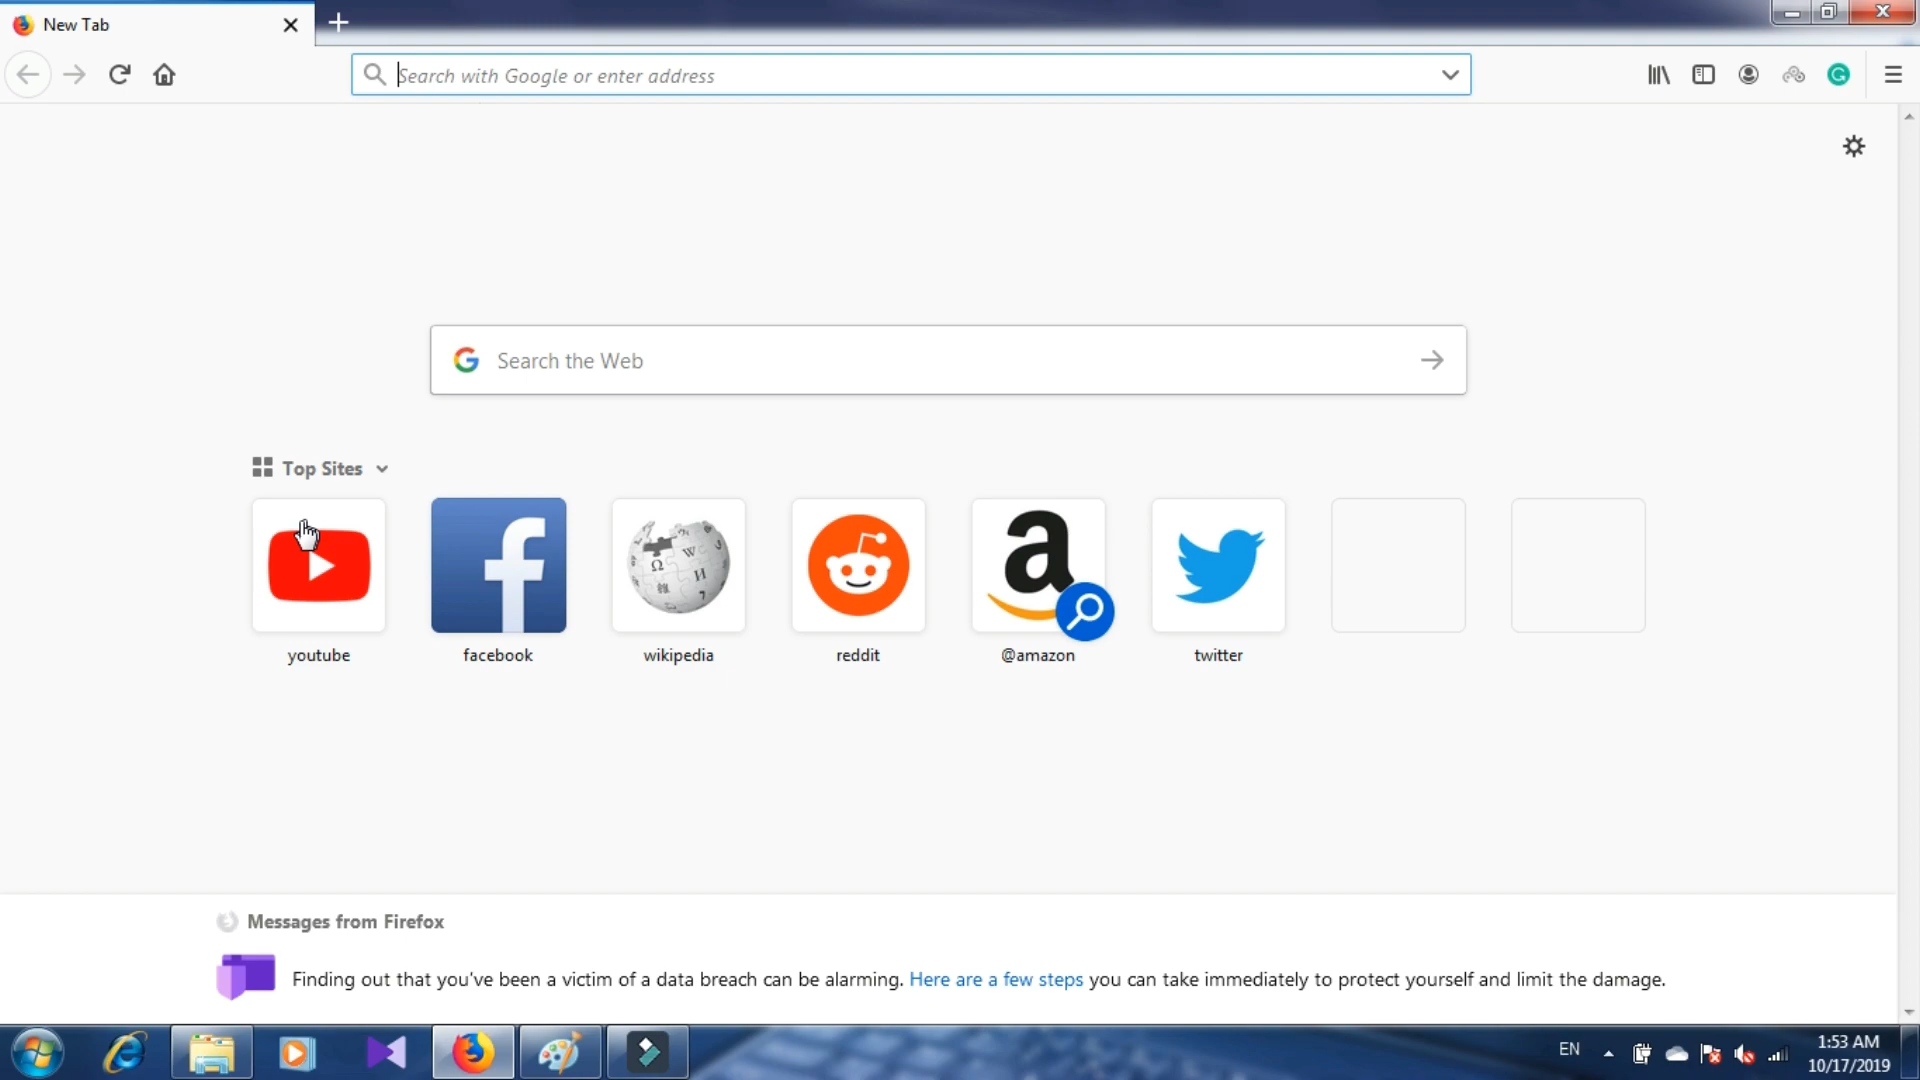 New Tab
Search with Google or enter address
Search the Web
Top Sites
youtube
facebook
wikipedia
reddit
@amazon
twitter
Messages from Firefox
Finding out that you've been a victim of a data breach can be alarming. Here are a few steps you can take immediately to protect yourself and limit the damage.
EN
1:53 AM
10/17/2019